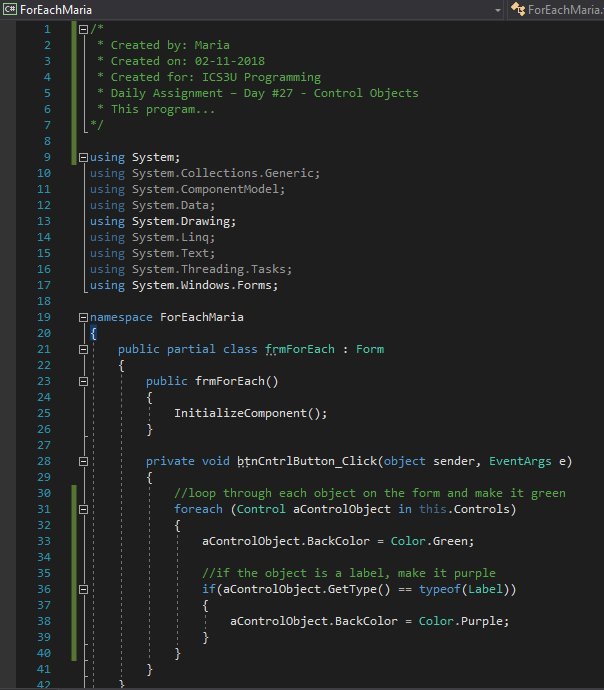 C# ForEachMaria ForEachMaria.
1 /*
2 * Created by: Maria
3 * Created on: 02-11-2018
4 * Created for: ICS3U Programming
5 * Daily Assignment – Day #27 - Control Objects
6 * This program...
7 */
8
9 using System;
10 using System.Collections.Generic;
11 using System.ComponentModel;
12 using System.Data;
13 using System.Drawing;
14 using System.Linq;
15 using System.Text;
16 using System.Threading.Tasks;
17 using System.Windows.Forms;
18
19 namespace ForEachMaria
20 {
21 public partial class frmForEach : Form
22 {
23 public frmForEach()
24 {
25 InitializeComponent();
26 }
27
28 private void btnCntrlButton_Click(object sender, EventArgs e)
29 {
30 //loop through each object on the form and make it green
31 foreach (Control aControlObject in this.Controls)
32 {
33 aControlObject.BackColor = Color.Green;
34
35 //if the object is a label, make it purple
36 if(aControlObject.GetType() == typeof(Label))
37 {
38 aControlObject.BackColor = Color.Purple;
39 }
40 }
41 }
42 }